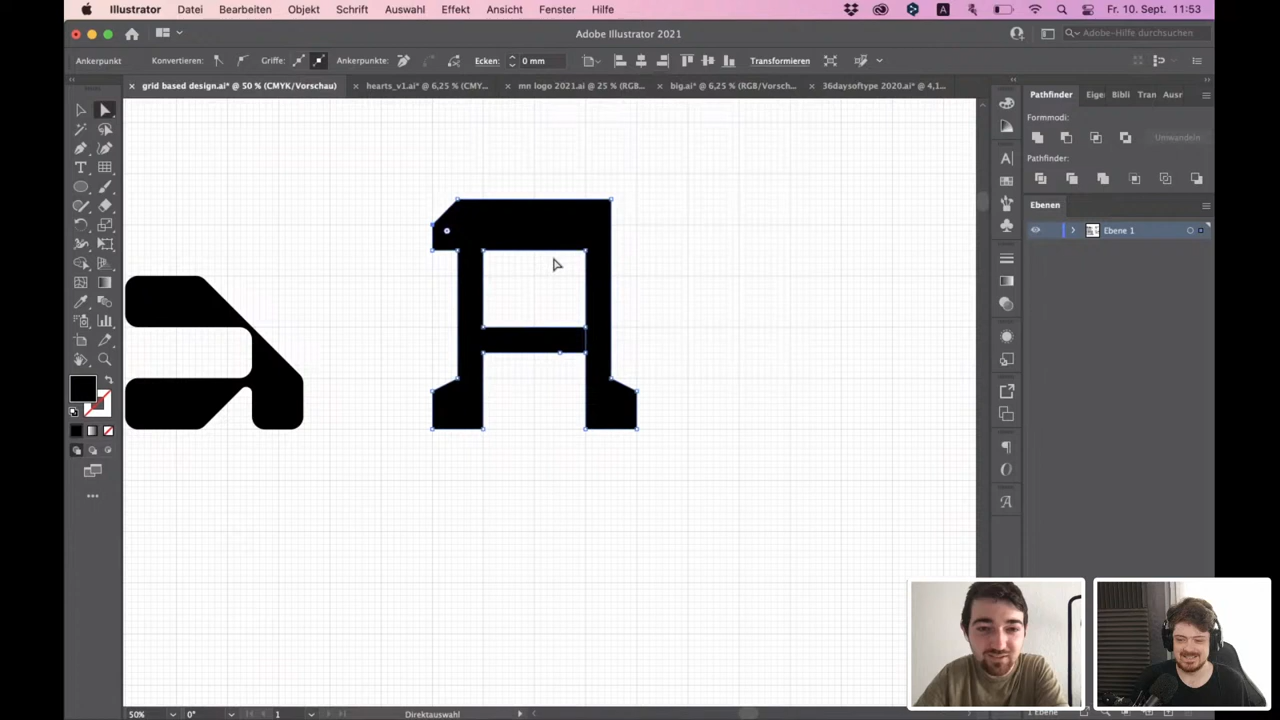 Illustrator Datei Bearbeiten Objekt Schrift Auswahl Effekt Ansicht Fenster Hilfe A Fr. 10. Sept. 11:53
Adobe Illustrator 2021
Adobe-Hilfe durchsuchen
Ankerpunkt Konvertieren: Griffe: Ankerpunkte: Ecken: 0 mm Transformieren
× grid based design.ai* @ 50 % (CMYK/Vorschau) × hearts_v1.ai* @ 6,25 % (CMY... × mn logo 2021.ai @ 25 % (RGB... × big.ai* @ 6,25 % (RGB/Vorsch... × 36daysoftype 2020.ai* @ 4,1...
Pathfinder Eige Bibli Tran Ausr
Formmodi:
Umwandeln
Pathfinder:
Ebenen
Ebene 1
50% 0° 1 Direktauswahl
1 Ebene